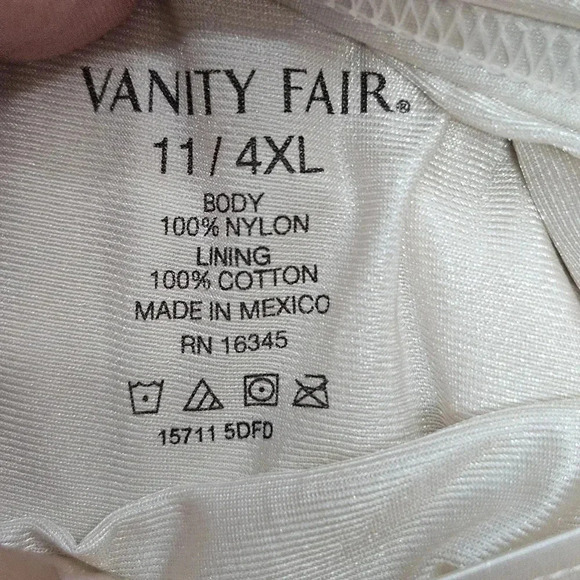 VANITY FAIR®
11 / 4XL
BODY
100% NYLON
LINING
100% COTTON
MADE IN MEXICO
RN 16345
15711 5DFD